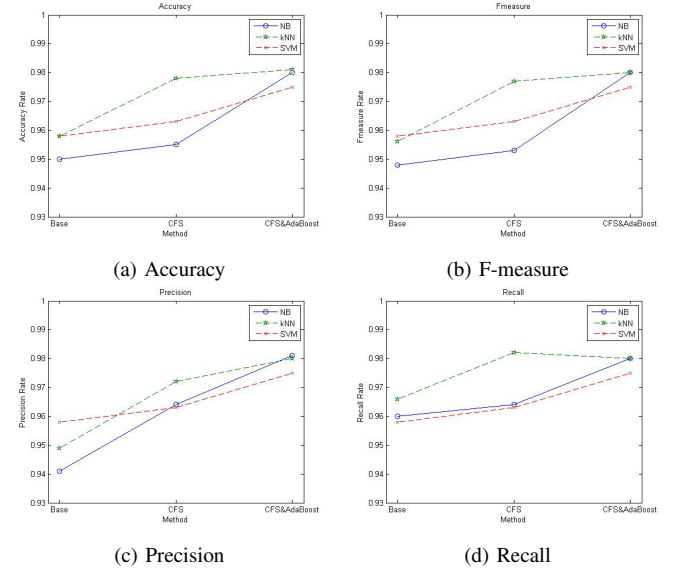 Accuracy
1
0.99
0.98
0.97
0.96
0.95
0.94
0.93
Accuracy Rate
Base
CFS
CFS&AdaBoost
Method
NB
kNN
SVM
(a) Accuracy
Fmeasure
1
0.99
0.98
0.97
0.96
0.95
0.94
0.93
Fmeasure Rate
Base
CFS
CFS&AdaBoost
Method
NB
kNN
SVM
(b) F-measure
Precision
1
0.99
0.98
0.97
0.96
0.95
0.94
0.93
Precision Rate
Base
CFS
CFS&AdaBoost
Method
NB
kNN
SVM
(c) Precision
Recall
1
0.99
0.98
0.97
0.96
0.95
0.94
0.93
Recall Rate
Base
CFS
CFS&AdaBoost
Method
NB
kNN
SVM
(d) Recall